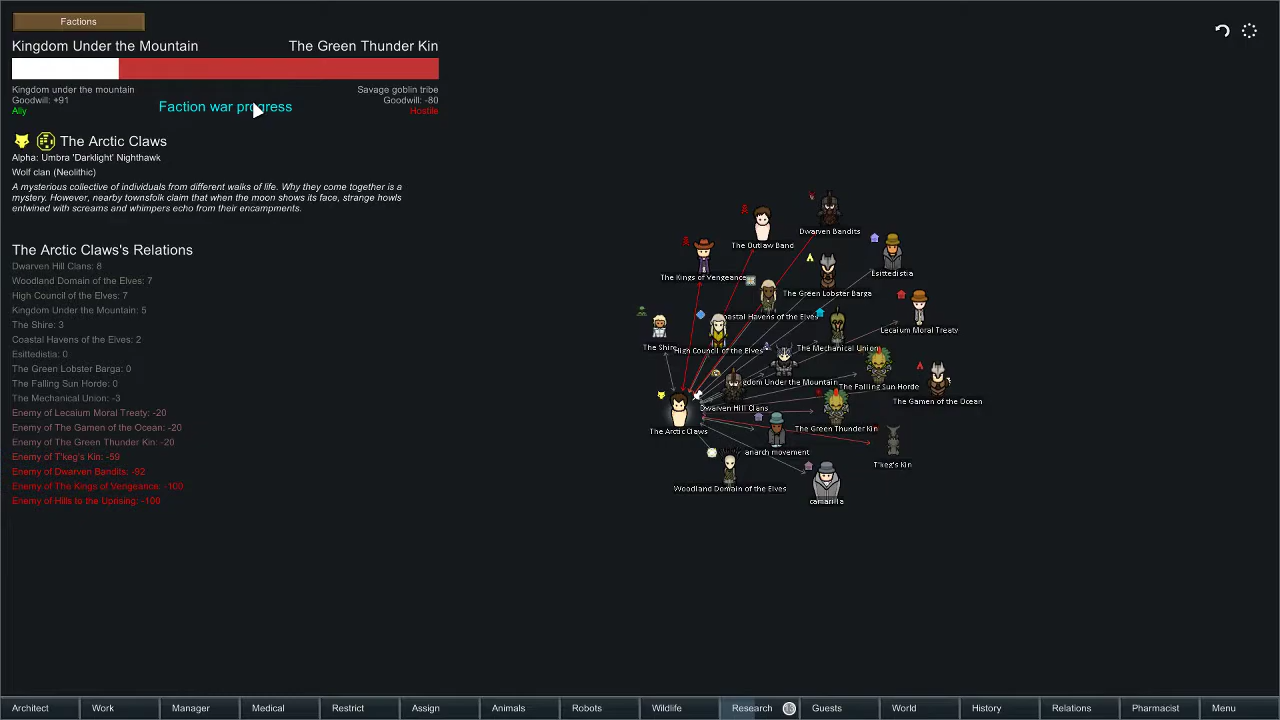 Factions
Kingdom Under the Mountain
The Green Thunder Kin
Kingdom under the mountain
Goodwill: +91
Ally
Savage goblin tribe
Goodwill: -80
Hostile
Faction war progress
The Arctic Claws
Alpha: Umbra 'Darklight' Nighthawk
Wolf clan (Neolithic)
A mysterious collective of individuals from different walks of life. Why they come together is a
mystery. However, nearby townsfolk claim that when the moon shows its face, strange howls
entwined with screams and whimpers echo from their encampments.
The Arctic Claws's Relations
Dwarven Hill Clans: 8
Woodland Domain of the Elves: 7
High Council of the Elves: 7
Kingdom Under the Mountain: 5
The Shire: 3
Coastal Havens of the Elves: 2
Esittedistia: 0
The Green Lobster Barga: 0
The Falling Sun Horde: 0
The Mechanical Union: -3
Enemy of Lecaium Moral Treaty: -20
Enemy of The Gamen of the Ocean: -20
Enemy of The Green Thunder Kin: -20
Enemy of T'keg's Kin: -59
Enemy of Dwarven Bandits: -92
Enemy of The Kings of Vengeance: -100
Enemy of Hills to the Uprising: -100
Dwarven Bandits
The Outlaw Band
Esittedistia
The Kings of Vengeance
The Green Lobster Barga
oastal Havens of the Elves
Lecaium Moral Treaty
The Shire
High Council of the Elves
The Mechanical Union
gdom Under the Mountain
The Falling Sun Horde
The Gamen of the Ocean
Dwarven Hill Clans
The Arctic Claws
The Green Thunder Kin
anarch movement
T'keg's Kin
Woodland Domain of the Elves
camarilla
Architect
Work
Manager
Medical
Restrict
Assign
Animals
Robots
Wildlife
Research
Guests
World
History
Relations
Pharmacist
Menu